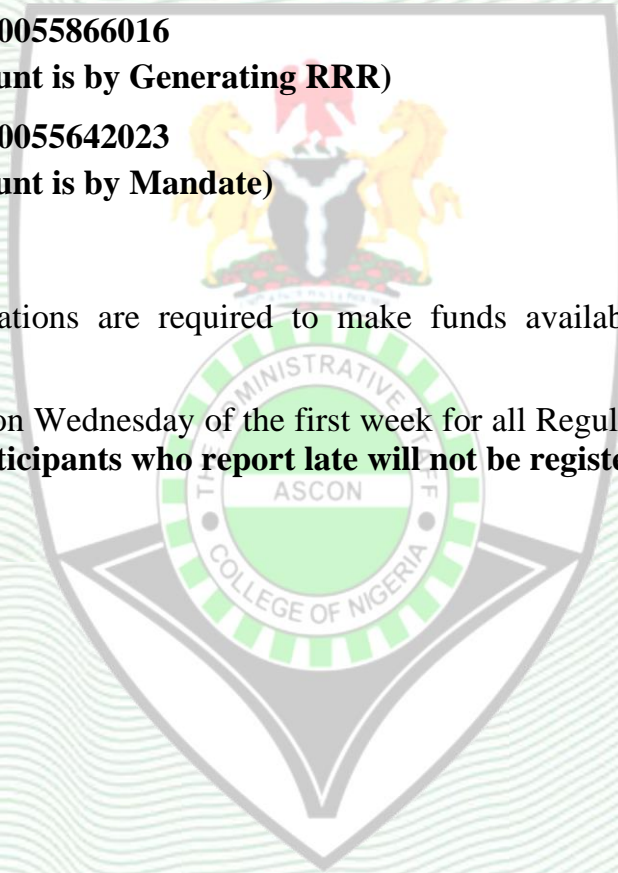 0055866016
unt is by Generating RRR)
0055642023
unt is by Mandate)
ations are required to make funds availab
on Wednesday of the first week for all Regul
ticipants who report late will not be registe
THE ADMINISTRATIVE STAFF
ASCON
COLLEGE OF NIGERIA